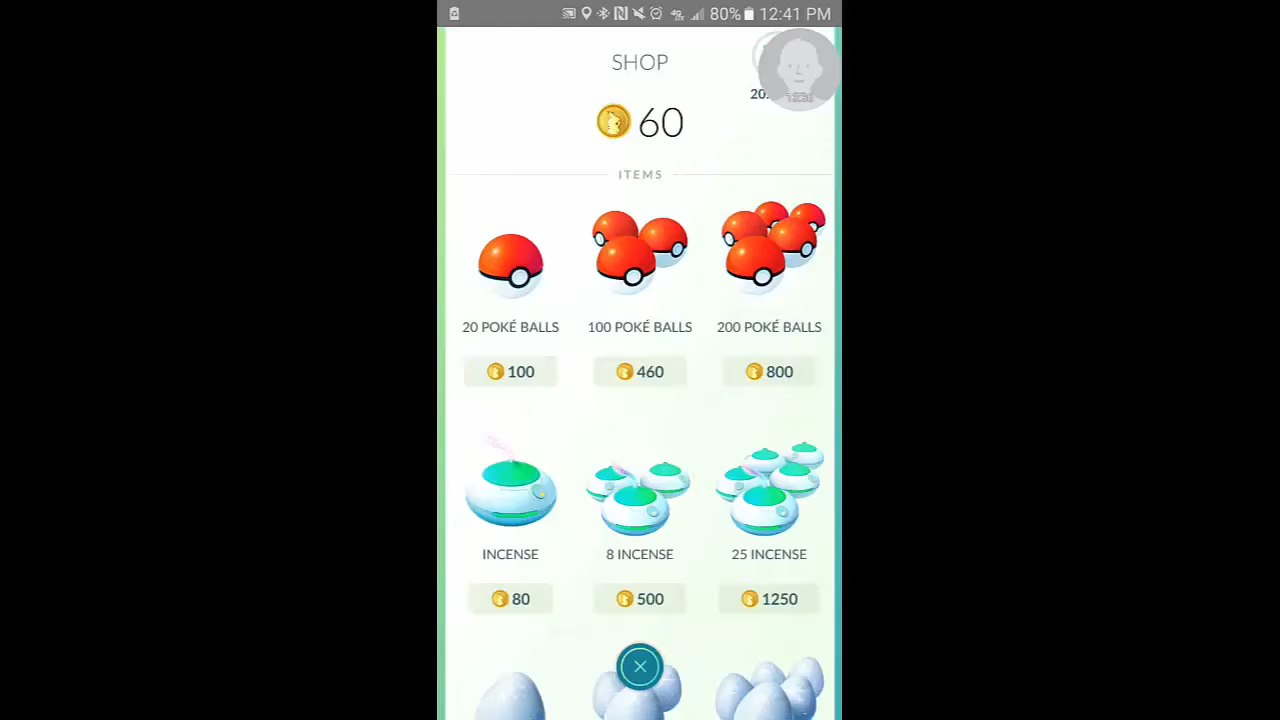 80% 12:41 PM
SHOP
20.
60
ITEMS
20 POKÉ BALLS 100 POKÉ BALLS 200 POKÉ BALLS
100 460 800
INCENSE 8 INCENSE 25 INCENSE
80 500 1250